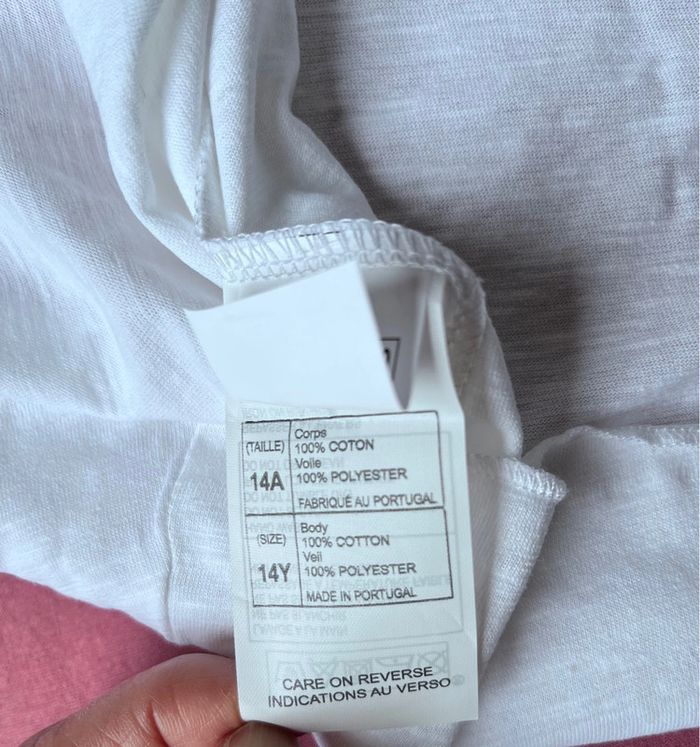 (TAILLE)
14A
Corps
100% COTON
Voile
100% POLYESTER
FABRIQUÉ AU PORTUGAL
(SIZE)
14Y
Body
100% COTTON
Veil
100% POLYESTER
MADE IN PORTUGAL
CARE ON REVERSE
INDICATIONS AU VERSO